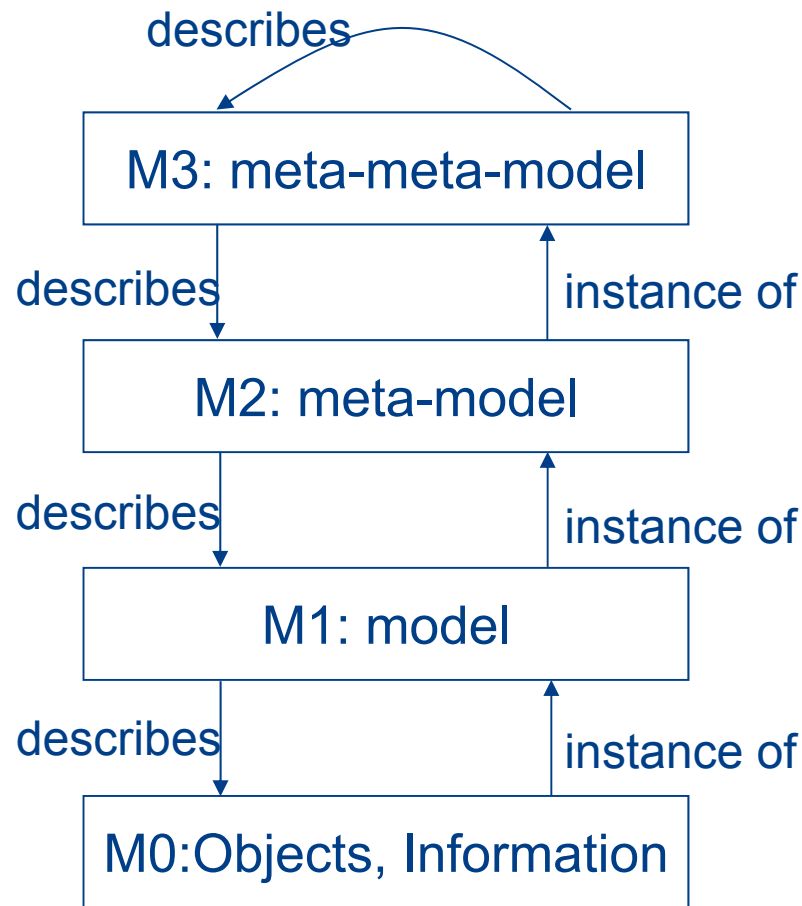 describes
M3: meta-meta-model
describes
instance of
M2: meta-model
describes
instance of
M1: model
describes
instance of
M0:Objects, Information